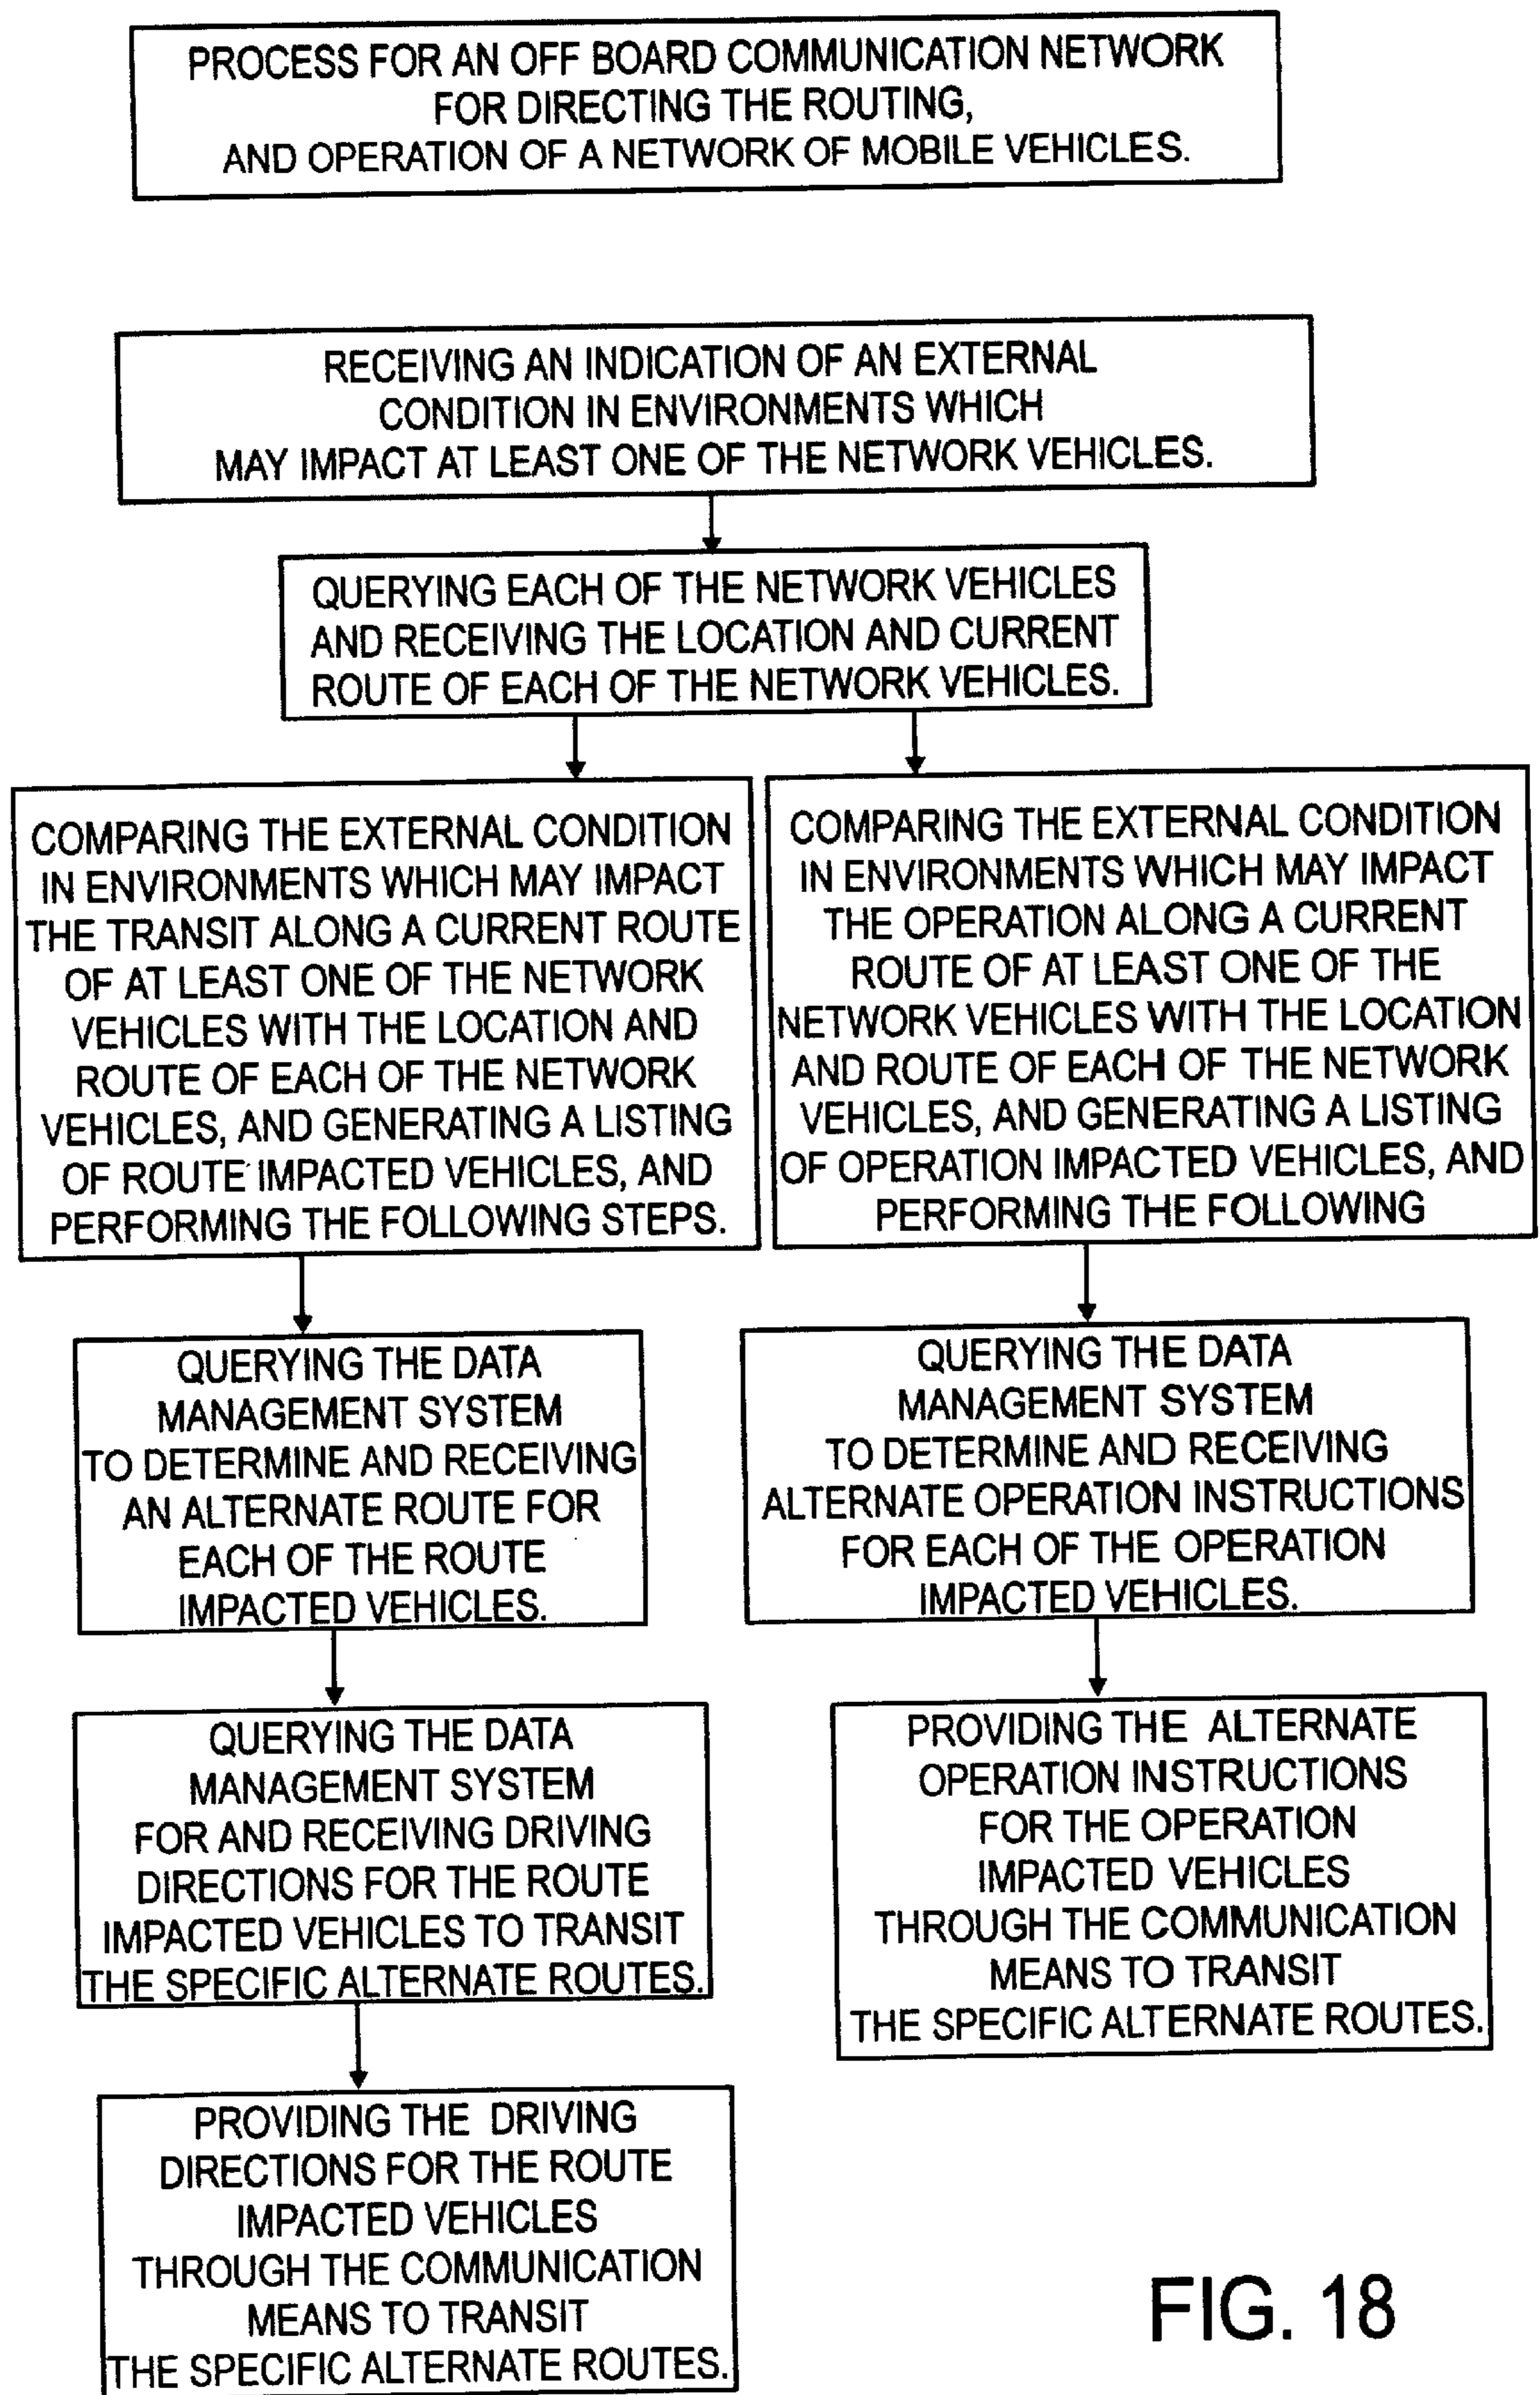 PROCESS FOR AN OFF BOARD COMMUNICATION NETWORK
FOR DIRECTING THE ROUTING,
AND OPERATION OF A NETWORK OF MOBILE VEHICLES.
RECEIVING AN INDICATION OF AN EXTERNAL
CONDITION IN ENVIRONMENTS WHICH
MAY IMPACT AT LEAST ONE OF THE NETWORK VEHICLES.
QUERYING EACH OF THE NETWORK VEHICLES
AND RECEIVING THE LOCATION AND CURRENT
ROUTE OF EACH OF THE NETWORK VEHICLES.
COMPARING THE EXTERNAL CONDITION
IN ENVIRONMENTS WHICH MAY IMPACT
THE TRANSIT ALONG A CURRENT ROUTE
OF AT LEAST ONE OF THE NETWORK
VEHICLES WITH THE LOCATION AND
ROUTE OF EACH OF THE NETWORK
VEHICLES, AND GENERATING A LISTING
OF ROUTE IMPACTED VEHICLES, AND
PERFORMING THE FOLLOWING STEPS.
COMPARING THE EXTERNAL CONDITION
IN ENVIRONMENTS WHICH MAY IMPACT
THE OPERATION ALONG A CURRENT
ROUTE OF AT LEAST ONE OF THE
NETWORK VEHICLES WITH THE LOCATION
AND ROUTE OF EACH OF THE NETWORK
VEHICLES, AND GENERATING A LISTING
OF OPERATION IMPACTED VEHICLES, AND
PERFORMING THE FOLLOWING
QUERYING THE DATA
MANAGEMENT SYSTEM
TO DETERMINE AND RECEIVING
AN ALTERNATE ROUTE FOR
EACH OF THE ROUTE
IMPACTED VEHICLES.
QUERYING THE DATA
MANAGEMENT SYSTEM
TO DETERMINE AND RECEIVING
ALTERNATE OPERATION INSTRUCTIONS
FOR EACH OF THE OPERATION
IMPACTED VEHICLES.
QUERYING THE DATA
MANAGEMENT SYSTEM
FOR AND RECEIVING DRIVING
DIRECTIONS FOR THE ROUTE
IMPACTED VEHICLES TO TRANSIT
THE SPECIFIC ALTERNATE ROUTES.
PROVIDING THE ALTERNATE
OPERATION INSTRUCTIONS
FOR THE OPERATION
IMPACTED VEHICLES
THROUGH THE COMMUNICATION
MEANS TO TRANSIT
THE SPECIFIC ALTERNATE ROUTES.
PROVIDING THE DRIVING
DIRECTIONS FOR THE ROUTE
IMPACTED VEHICLES
THROUGH THE COMMUNICATION
MEANS TO TRANSIT
THE SPECIFIC ALTERNATE ROUTES.
FIG. 18